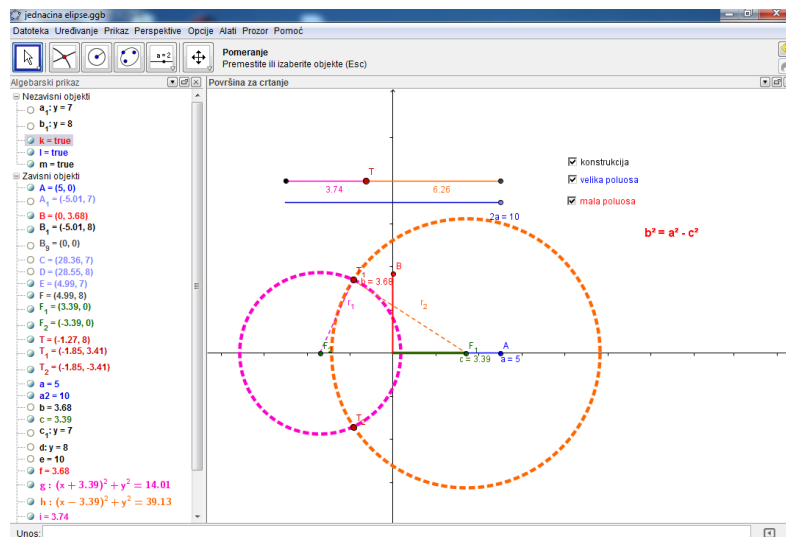 jednacina elipse.ggb
Datoteka Uređivanje Prikaz Perspektive Opcije Alati Prozor Pomoć
a=2
Pomeranje
Premestite ili izaberite objekte (Esc)
Algebarski prikaz
Površina za crtanje
Nezavisni objekti
a₁: y = 7
b₁: y = 8
k = true
l = true
m = true
Zavisni objekti
A = (5, 0)
A₁ = (-5.01, 7)
B = (0, 3.68)
B₁ = (-5.01, 8)
B₉ = (0, 0)
C = (28.36, 7)
D = (28.55, 8)
E = (4.99, 7)
F = (4.99, 8)
F₁ = (3.39, 0)
F₂ = (-3.39, 0)
T = (-1.27, 8)
T₁ = (-1.85, 3.41)
T₂ = (-1.85, -3.41)
a = 5
a2 = 10
b = 3.68
c = 3.39
c₁: y = 7
d: y = 8
e = 10
f = 3.68
g : (x + 3.39)² + y² = 14.01
h : (x − 3.39)² + y² = 39.13
i = 3.74
T
3.74 6.26
2a = 10
konstrukcija
velika poluosa
mala poluosa
b² = a² - c²
B
T₁
b = 3.68
r₁
r₂
F₂
F₁
A
c = 3.39
a = 5
T₂
Unos: